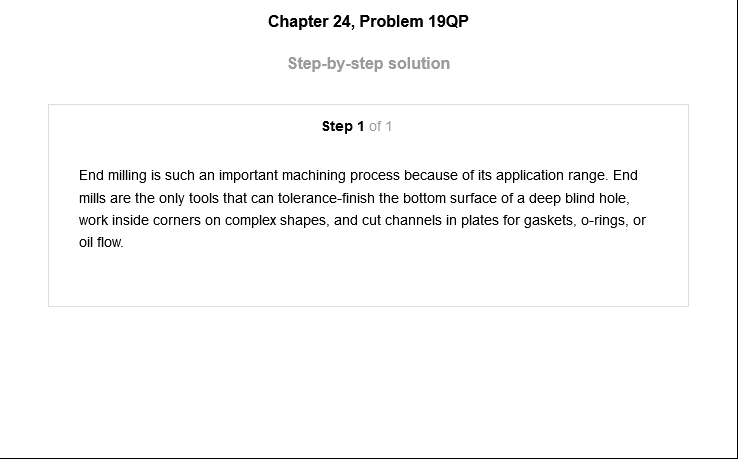 Chapter 24, Problem 19QP
Step-by-step solution
Step 1 of 1
End milling is such an important machining process because of its application range. End
mills are the only tools that can tolerance-finish the bottom surface of a deep blind hole,
work inside corners on complex shapes, and cut channels in plates for gaskets, o-rings, or
oil flow.